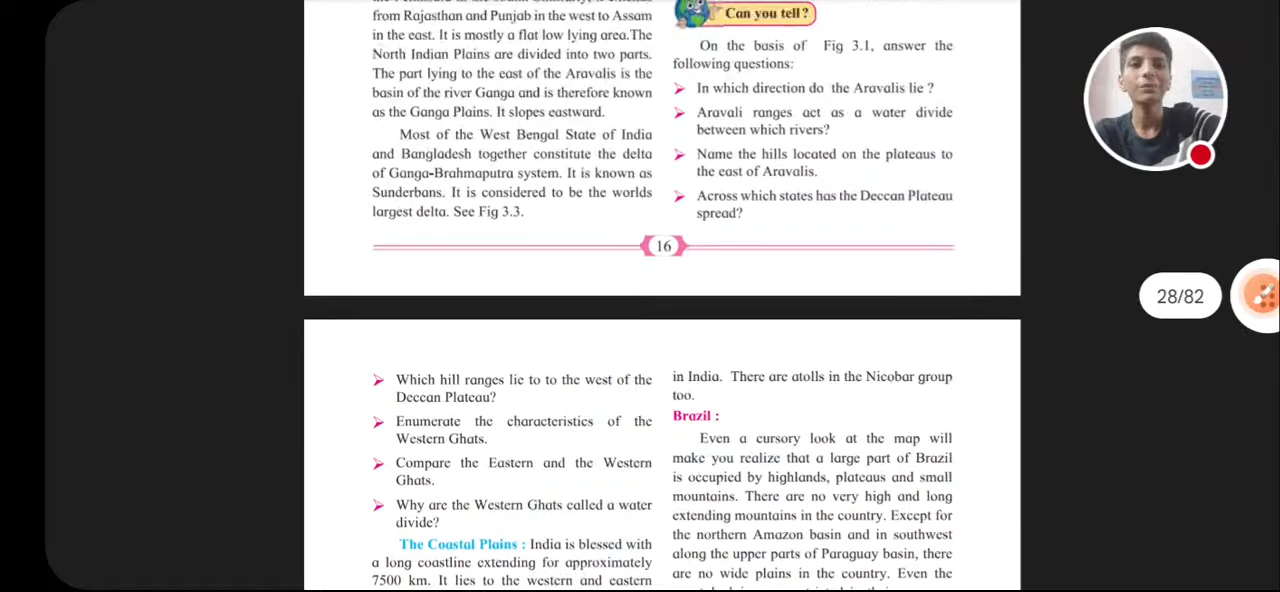 from Rajasthan and Punjab in the west to Assam
in the east. It is mostly a flat low lying area.The
North Indian Plains are divided into two parts.
The part lying to the east of the Aravalis is the
basin of the river Ganga and is therefore known
as the Ganga Plains. It slopes eastward.
Most of the West Bengal State of India
and Bangladesh together constitute the delta
of Ganga-Brahmaputra system. It is known as
Sunderbans. It is considered to be the worlds
largest delta. See Fig 3.3.
Can you tell?
On the basis of Fig 3.1, answer the
following questions:
➤ In which direction do the Aravalis lie ?
➤ Aravali ranges act as a water divide
between which rivers?
➤ Name the hills located on the plateaus to
the east of Aravalis.
➤ Across which states has the Deccan Plateau
spread?
16
28/82
➤ Which hill ranges lie to to the west of the
Deccan Plateau?
➤ Enumerate the characteristics of the
Western Ghats.
➤ Compare the Eastern and the Western
Ghats.
➤ Why are the Western Ghats called a water
divide?
The Coastal Plains : India is blessed with
a long coastline extending for approximately
7500 km. It lies to the western and eastern
in India. There are atolls in the Nicobar group
too.
Brazil :
Even a cursory look at the map will
make you realize that a large part of Brazil
is occupied by highlands, plateaus and small
mountains. There are no very high and long
extending mountains in the country. Except for
the northern Amazon basin and in southwest
along the upper parts of Paraguay basin, there
are no wide plains in the country. Even the